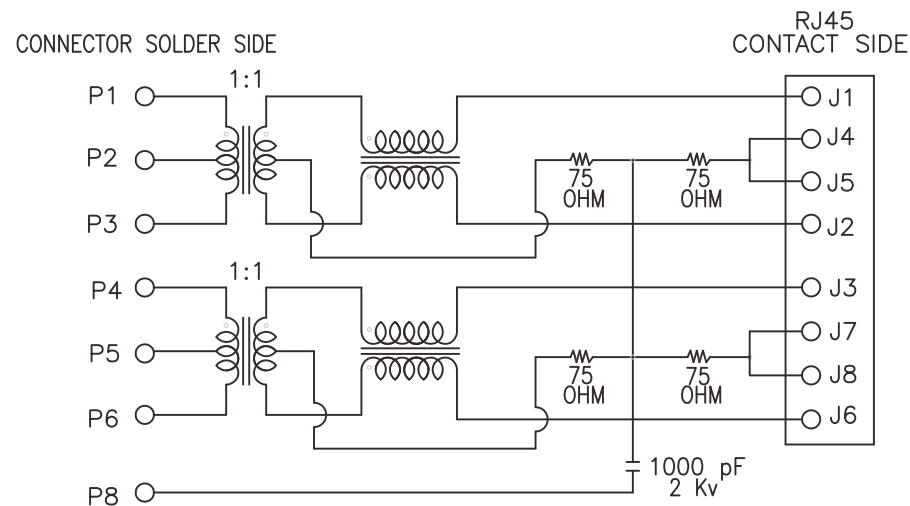 RJ45
CONTACT SIDE
CONNECTOR SOLDER SIDE
1:1
P1
J1
J4
P2
75
OHM
75
OHM
J5
P3
J2
1:1
P4
J3
J7
P5
75
OHM
75
OHM
J8
P6
J6
1000 pF
2 Kv
P8